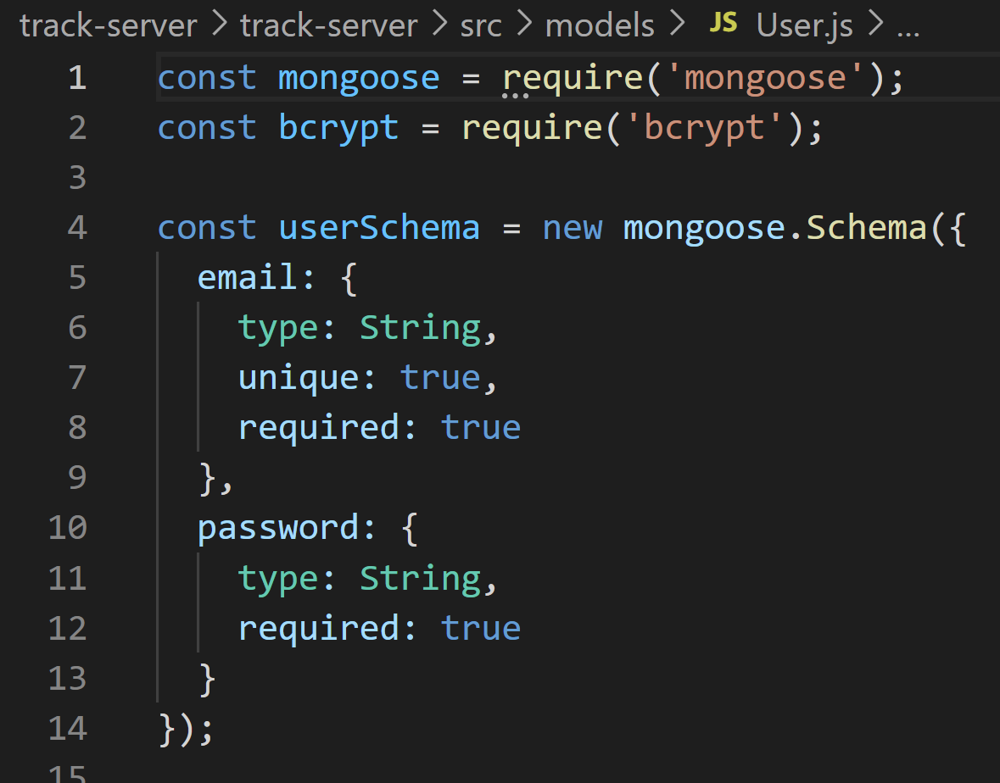 track-server > track-server > src > models > JS User.js > ...
1 const mongoose = require('mongoose');
2 const bcrypt = require('bcrypt');
3
4 const userSchema = new mongoose.Schema({
5   email: {
6     type: String,
7     unique: true,
8     required: true
9   },
10   password: {
11     type: String,
12     required: true
13   }
14 });
15